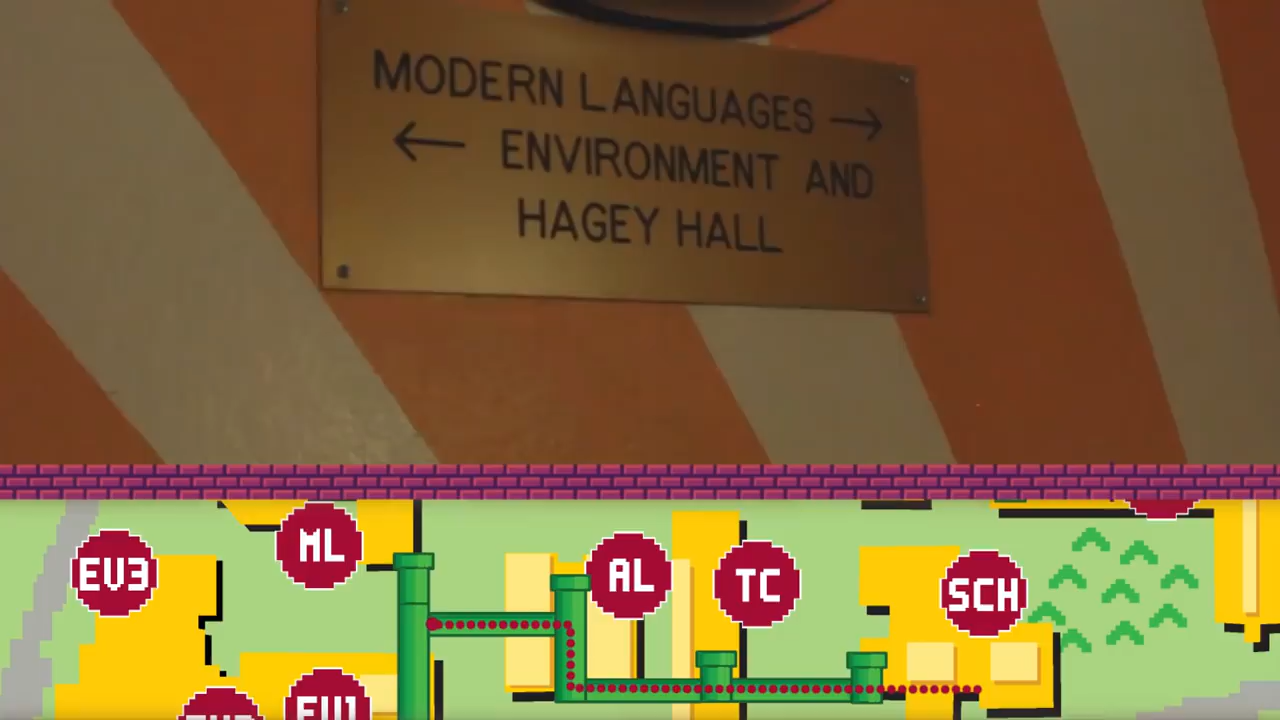 MODERN LANGUAGES →
← ENVIRONMENT AND
HAGEY HALL
ML
EV3
AL
TC
SCH
EV1